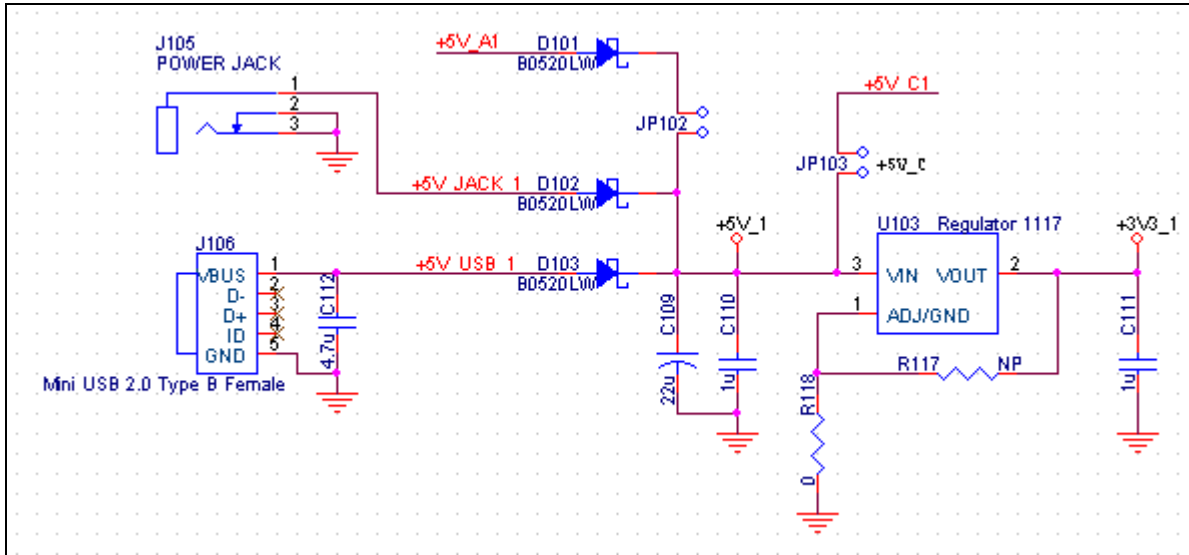 J105
POWER JACK
1
2
3
+5V_A1
D101
B0520LW
JP102
+5V_C1
JP103
+5V_C
+5V_JACK_1
D102
B0520LW
J106
1
VBUS
2
D-
3
D+
4
ID
5
GND
Mini USB 2.0 Type B Female
C112
4.7u
+5V_USB_1
D103
B0520LW
+5V_1
C109
22u
C110
1u
U103 Regulator 1117
3
VIN
VOUT
2
1
ADJ/GND
+3V3_1
C111
1u
R117
NP
R118
0